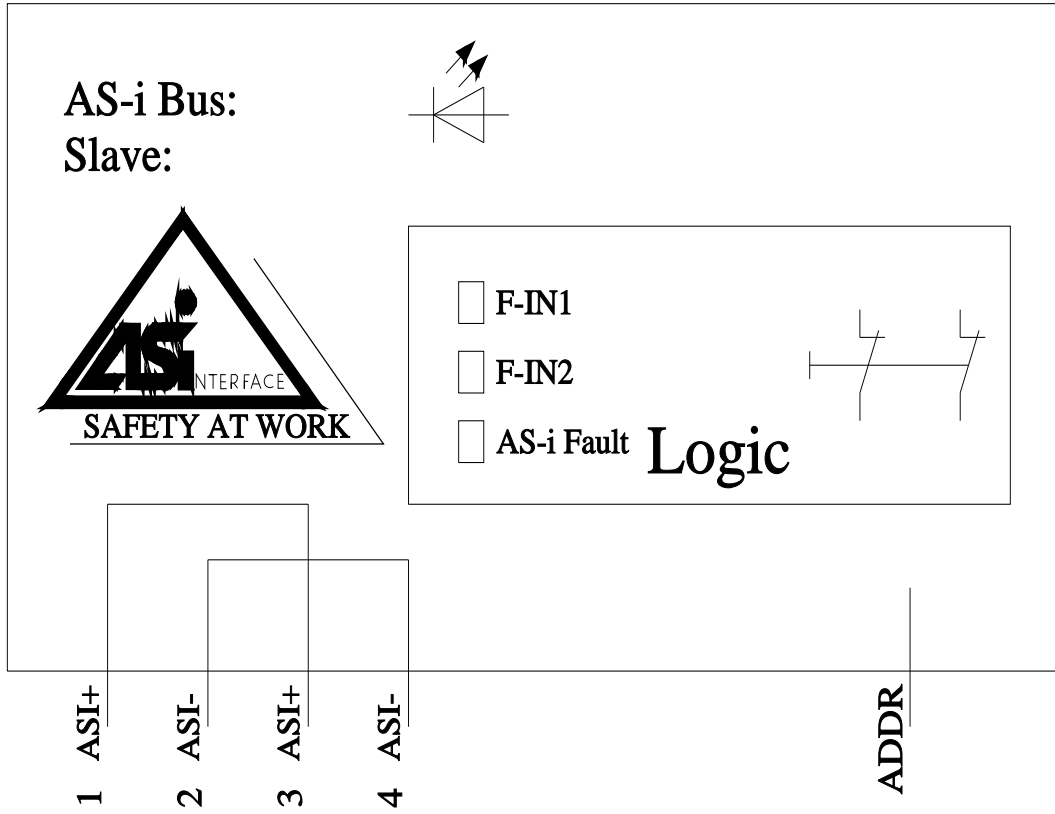 AS-i Bus:
Slave:
ASi
INTERFACE
SAFETY AT WORK
F-IN1
F-IN2
AS-i Fault
Logic
1 ASI+
2 ASI-
3 ASI+
4 ASI-
ADDR